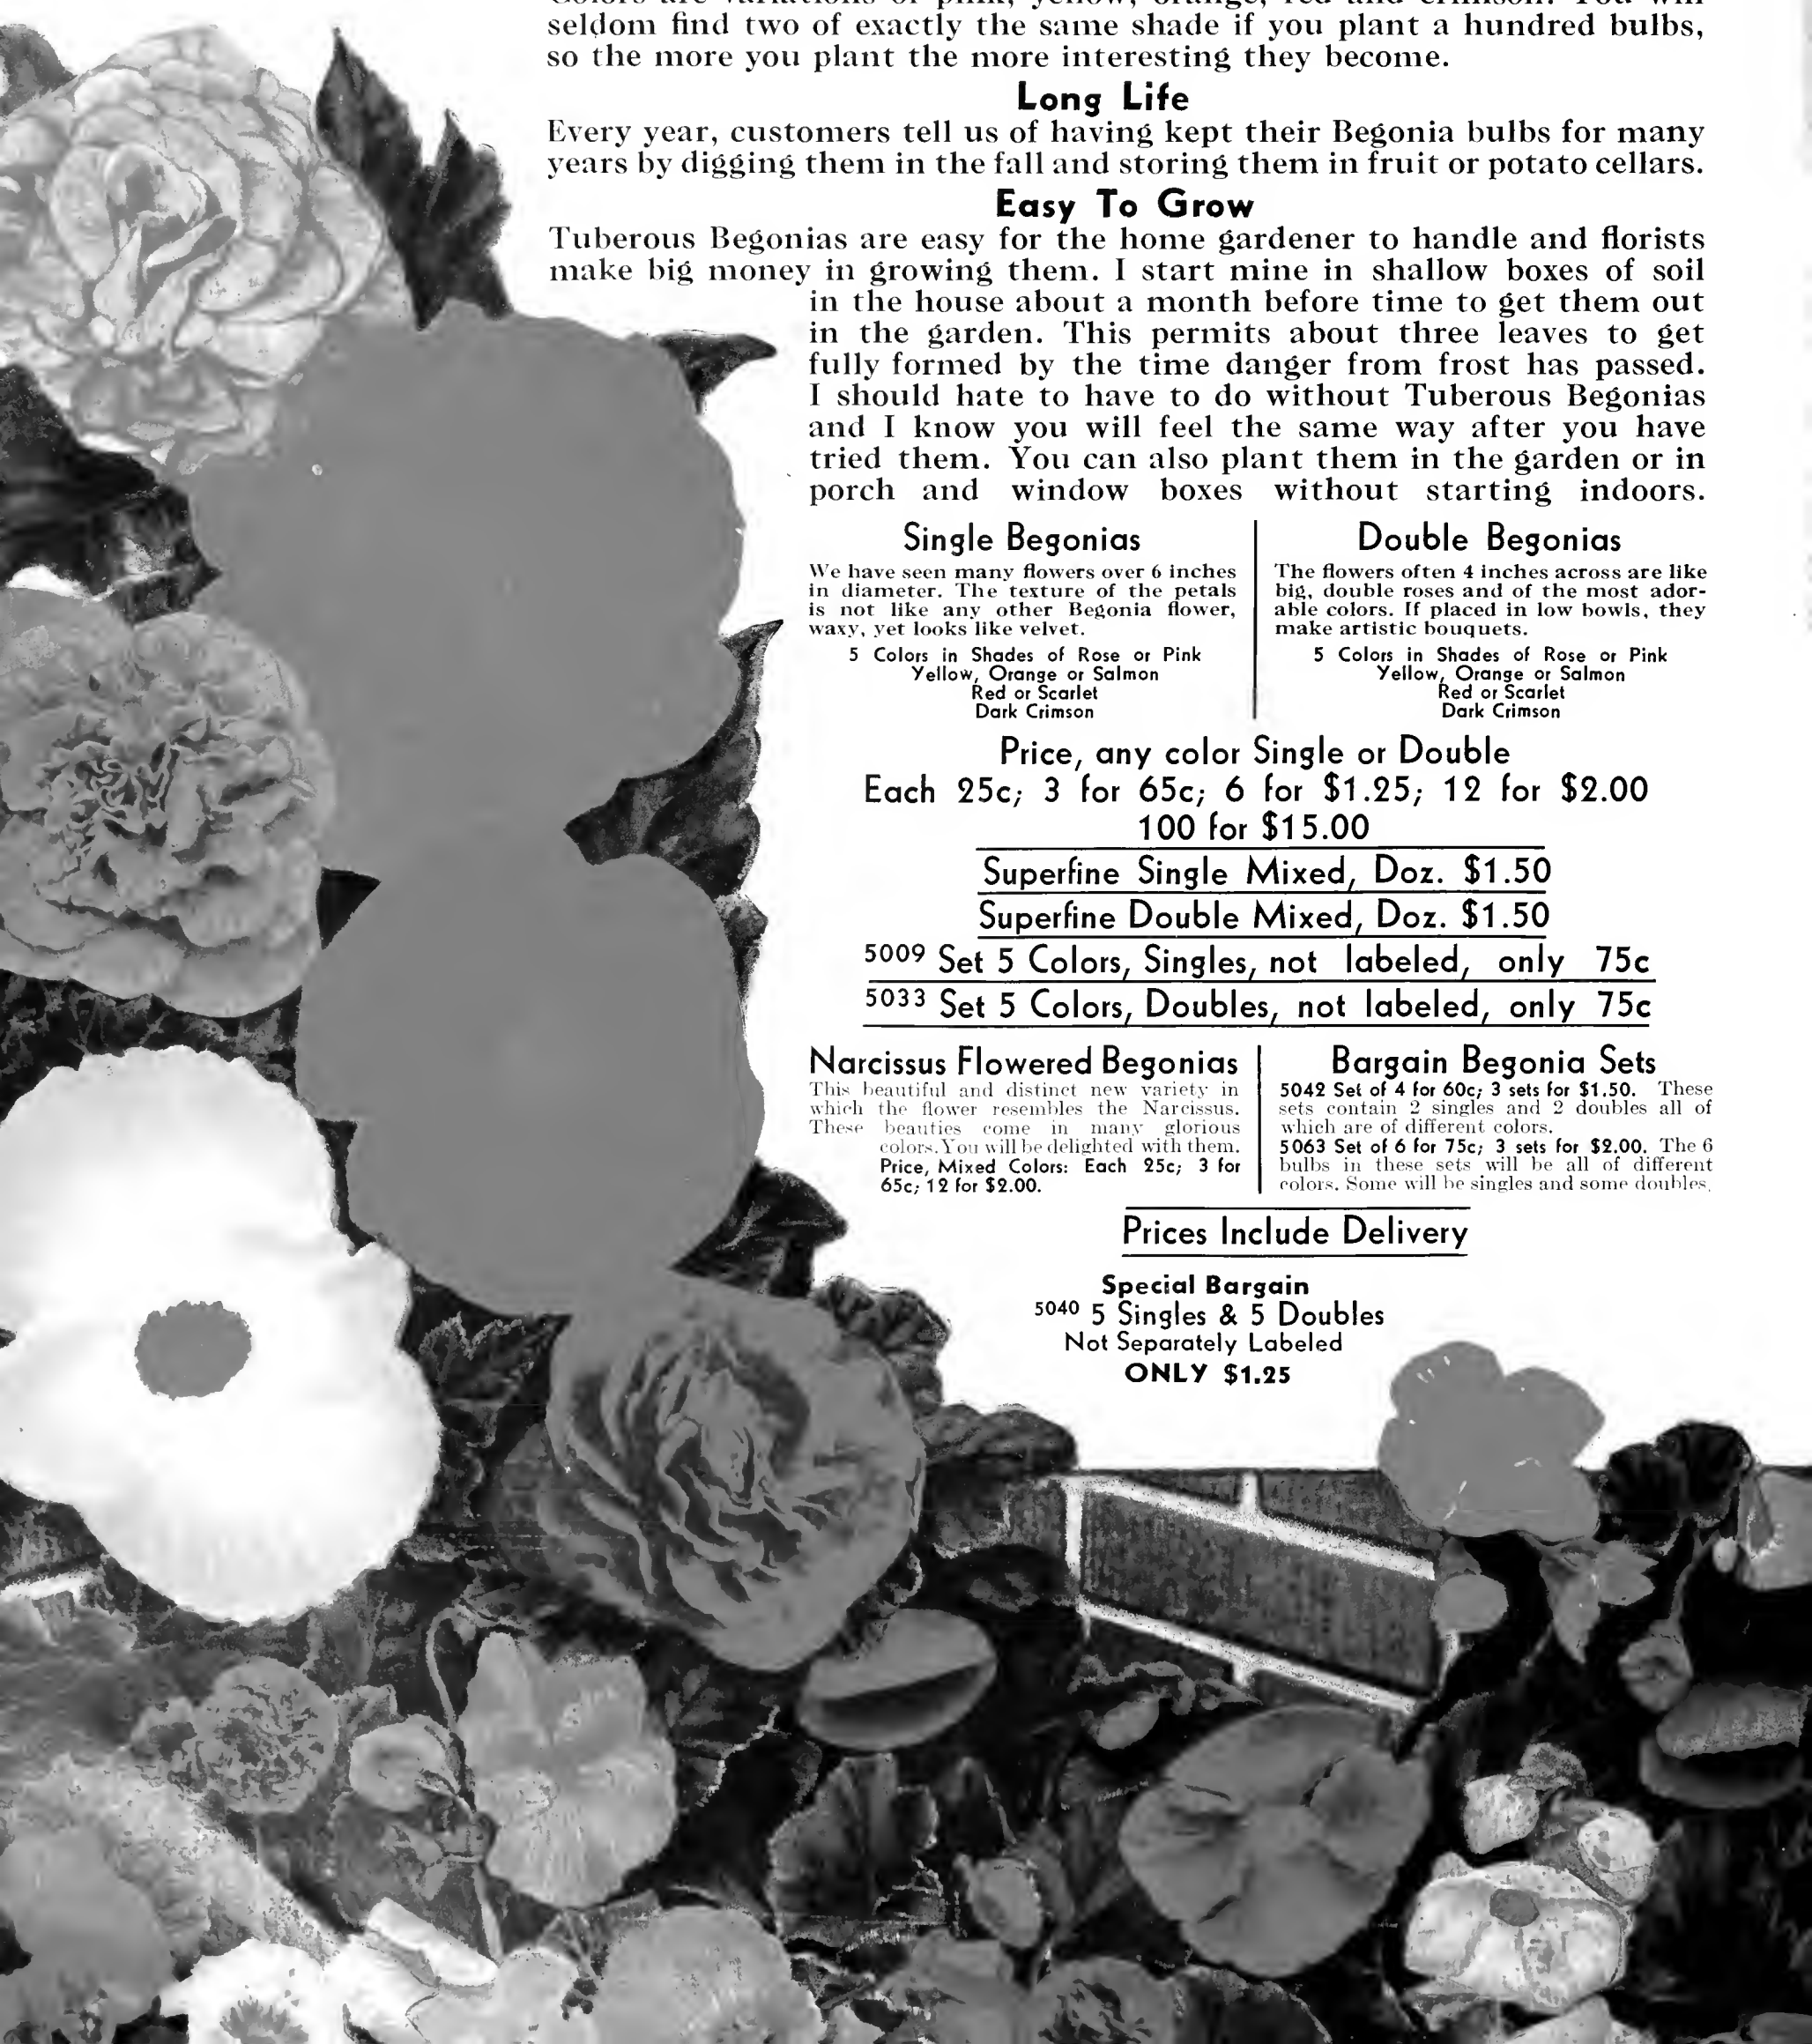 Colors are variations of pink, yellow, orange, red and crimson. You will
seldom find two of exactly the same shade if you plant a hundred bulbs,
so the more you plant the more interesting they become.
Long Life
Every year, customers tell us of having kept their Begonia bulbs for many
years by digging them in the fall and storing them in fruit or potato cellars.
Easy To Grow
Tuberous Begonias are easy for the home gardener to handle and florists
make big money in growing them. I start mine in shallow boxes of soil
in the house about a month before time to get them out
in the garden. This permits about three leaves to get
fully formed by the time danger from frost has passed.
I should hate to have to do without Tuberous Begonias
and I know you will feel the same way after you have
tried them. You can also plant them in the garden or in
porch and window boxes without starting indoors.
Single Begonias
We have seen many flowers over 6 inches
in diameter. The texture of the petals
is not like any other Begonia flower,
waxy, yet looks like velvet.
5 Colors in Shades of Rose or Pink
Yellow, Orange or Salmon
Red or Scarlet
Dark Crimson
Double Begonias
The flowers often 4 inches across are like
big, double roses and of the most ador-
able colors. If placed in low bowls, they
make artistic bouquets.
5 Colors in Shades of Rose or Pink
Yellow, Orange or Salmon
Red or Scarlet
Dark Crimson
Price, any color Single or Double
Each 25c; 3 for 65c; 6 for $1.25; 12 for $2.00
100 for $15.00
Superfine Single Mixed, Doz. $1.50
Superfine Double Mixed, Doz. $1.50
5009 Set 5 Colors, Singles, not labeled, only 75c
5033 Set 5 Colors, Doubles, not labeled, only 75c
Narcissus Flowered Begonias
This beautiful and distinct new variety in
which the flower resembles the Narcissus.
These beauties come in many glorious
colors. You will be delighted with them.
Price, Mixed Colors: Each 25c; 3 for
65c; 12 for $2.00.
Bargain Begonia Sets
5042 Set of 4 for 60c; 3 sets for $1.50. These
sets contain 2 singles and 2 doubles all of
which are of different colors.
5063 Set of 6 for 75c; 3 sets for $2.00. The 6
bulbs in these sets will be all of different
colors. Some will be singles and some doubles.
Prices Include Delivery
Special Bargain
5040 5 Singles & 5 Doubles
Not Separately Labeled
ONLY $1.25